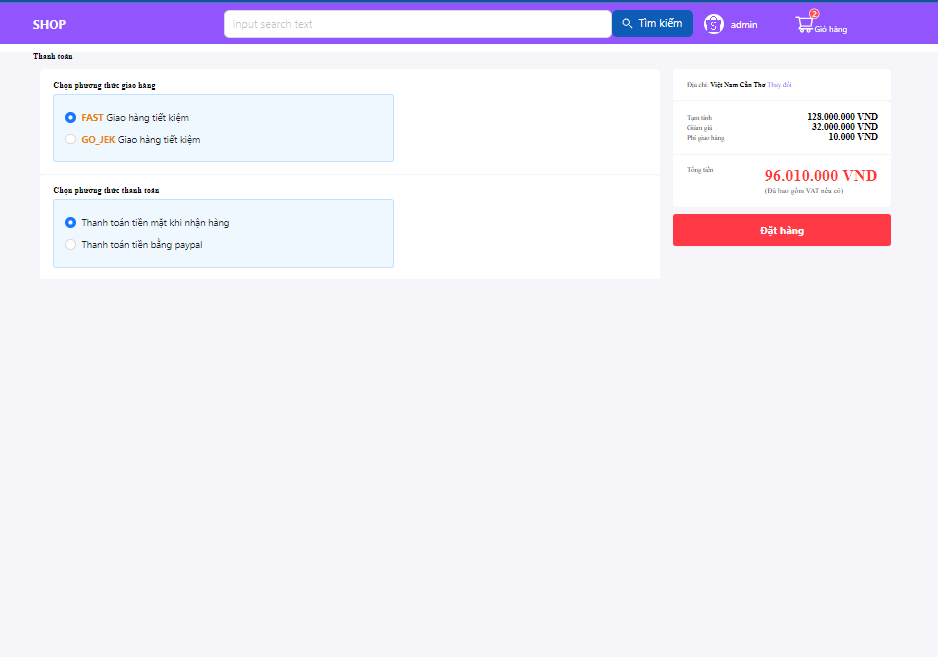 SHOP
input search text
Tìm kiếm
admin
2
Giỏ hàng
Thanh toán
Chọn phương thức giao hàng
FAST Giao hàng tiết kiệm
GO_JEK Giao hàng tiết kiệm
Chọn phương thức thanh toán
Thanh toán tiền mặt khi nhận hàng
Thanh toán tiền bằng paypal
Địa chỉ: Việt Nam Cần Thơ Thay đổi
Tạm tính 128.000.000 VND
Giảm giá 32.000.000 VND
Phí giao hàng 10.000 VND
Tổng tiền 96.010.000 VND
(Đã bao gồm VAT nếu có)
Đặt hàng